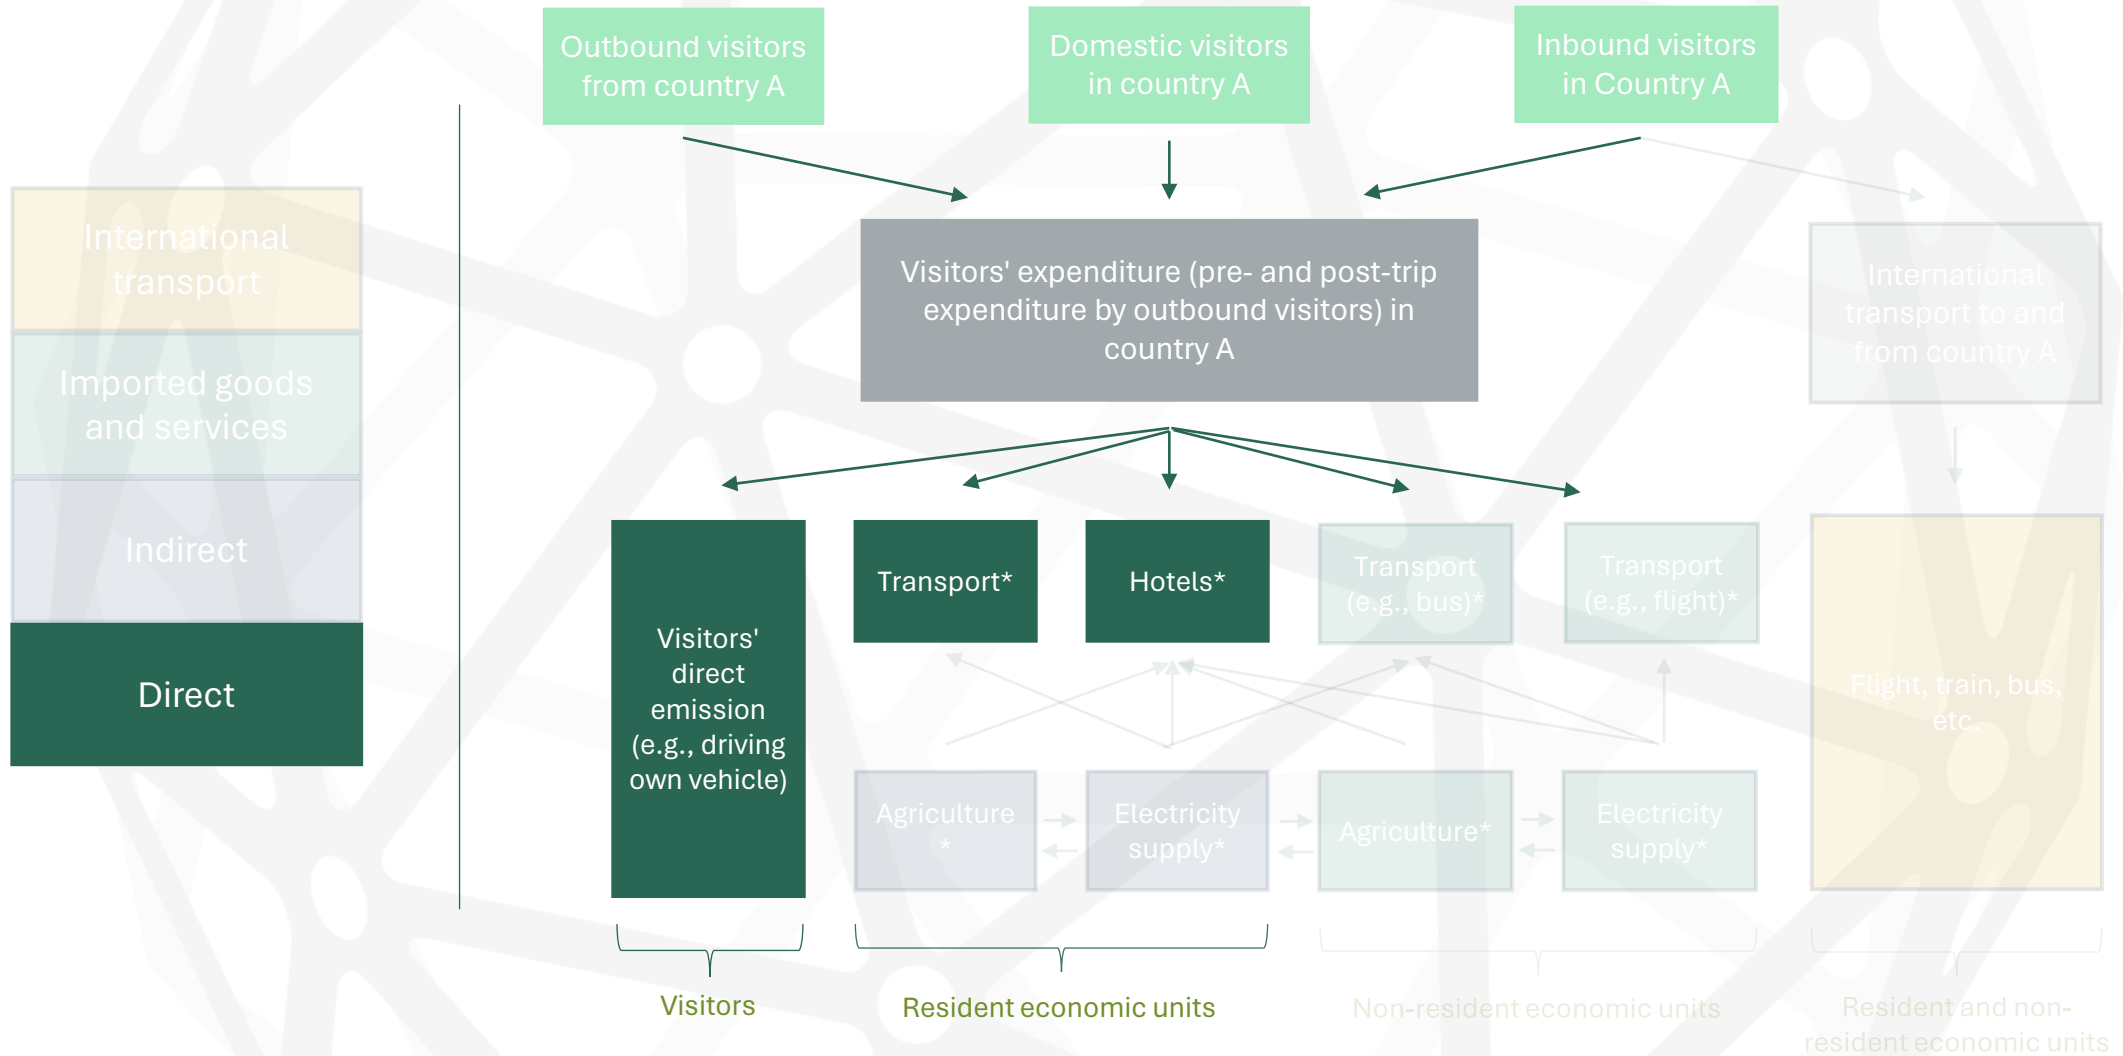 Outbound visitors
from country A
Domestic visitors
in country A
Inbound visitors
in Country A
International
transport
Imported goods
and services
Indirect
Direct
Visitors' expenditure (pre- and post-trip
expenditure by outbound visitors) in
country A
International
transport to and
from country A
Visitors'
direct
emission
(e.g., driving
own vehicle)
Transport*
Hotels*
Transport
(e.g., bus)*
Transport
(e.g., flight)*
Flight, train, bus,
etc.
Agriculture
*
Electricity
supply*
Agriculture*
Electricity
supply*
Visitors
Resident economic units
Non-resident economic units
Resident and non-
resident economic units